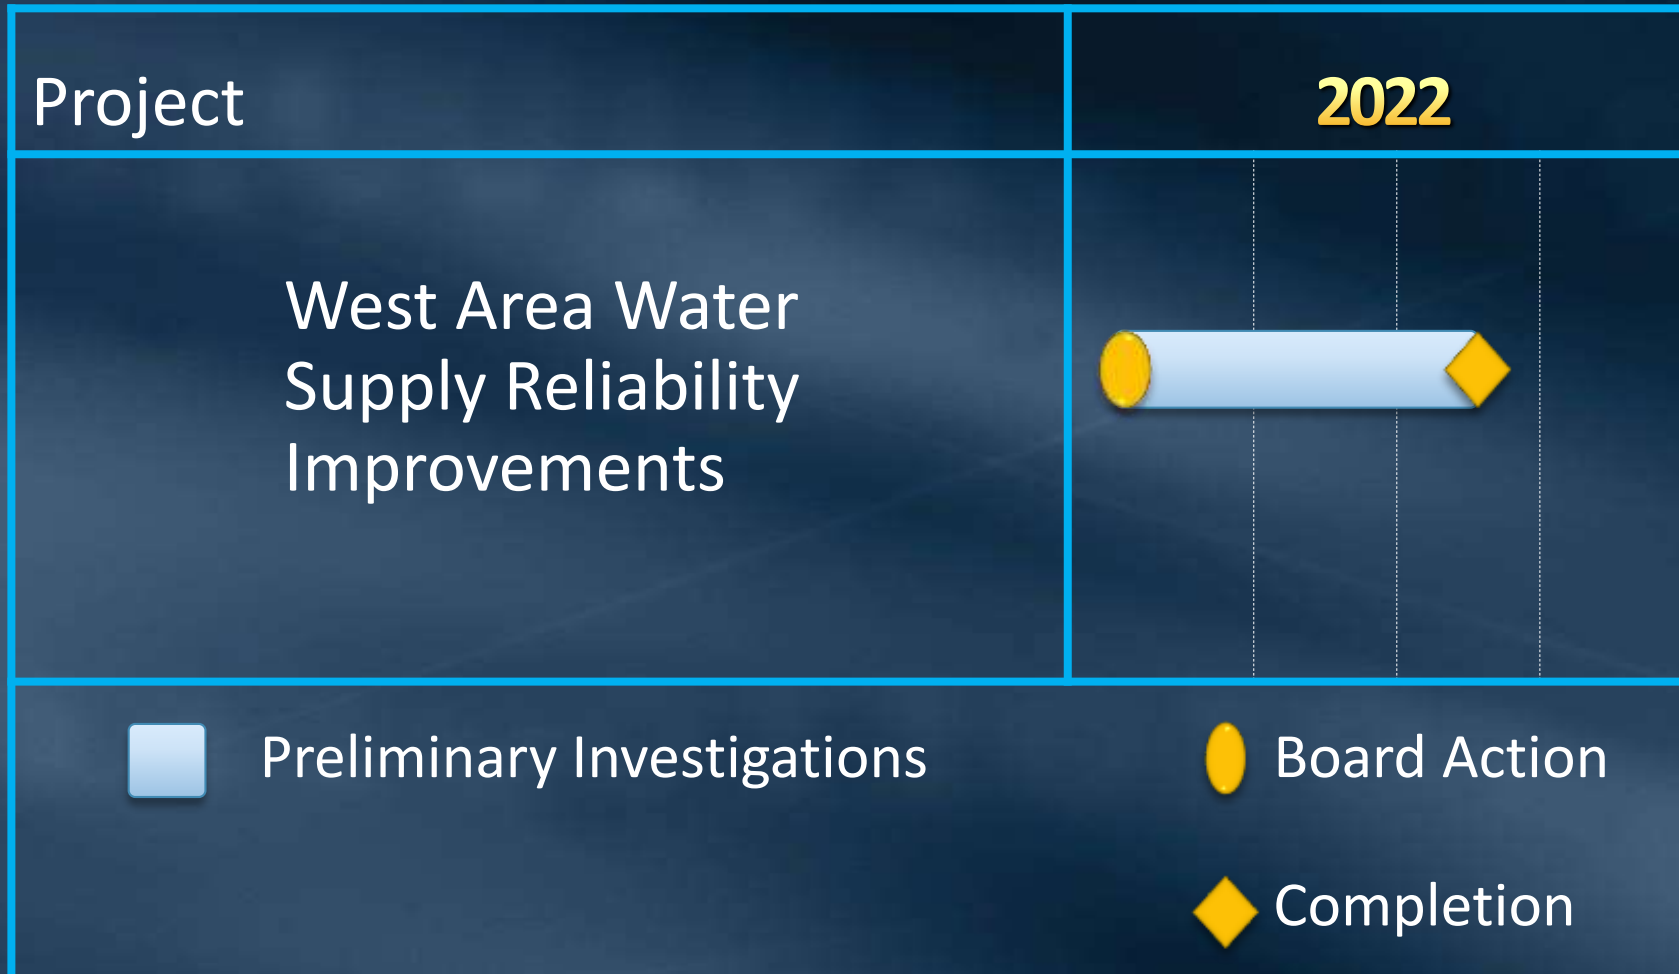 Project
2022
West Area Water
Supply Reliability
Improvements
Preliminary Investigations
Board Action
Completion